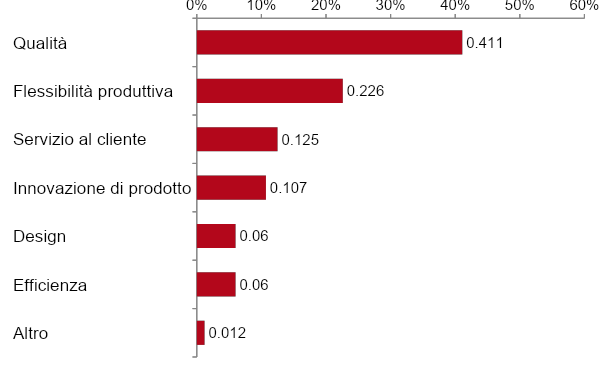 0% 10% 20% 30% 40% 50% 60%
Qualità 0.411
Flessibilità produttiva 0.226
Servizio al cliente 0.125
Innovazione di prodotto 0.107
Design 0.06
Efficienza 0.06
Altro 0.012